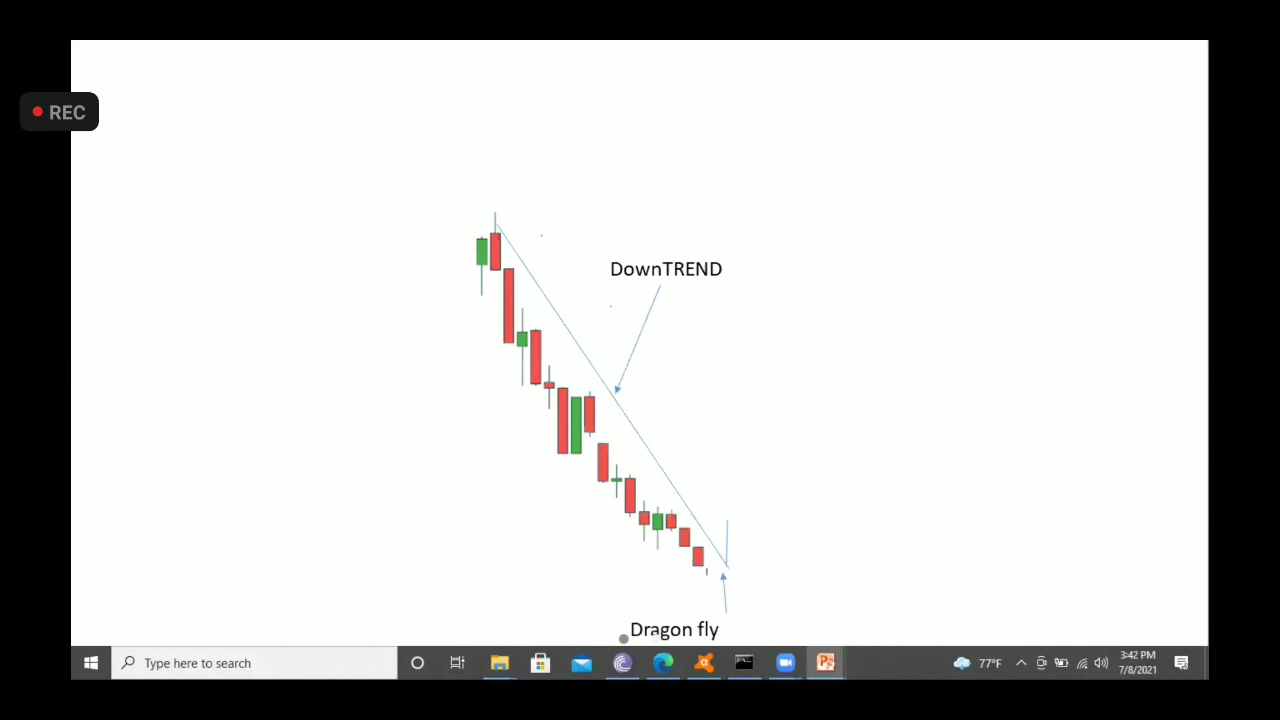 REC
DownTREND
Dragon fly
Type here to search
77°F
3:42 PM
7/8/2021